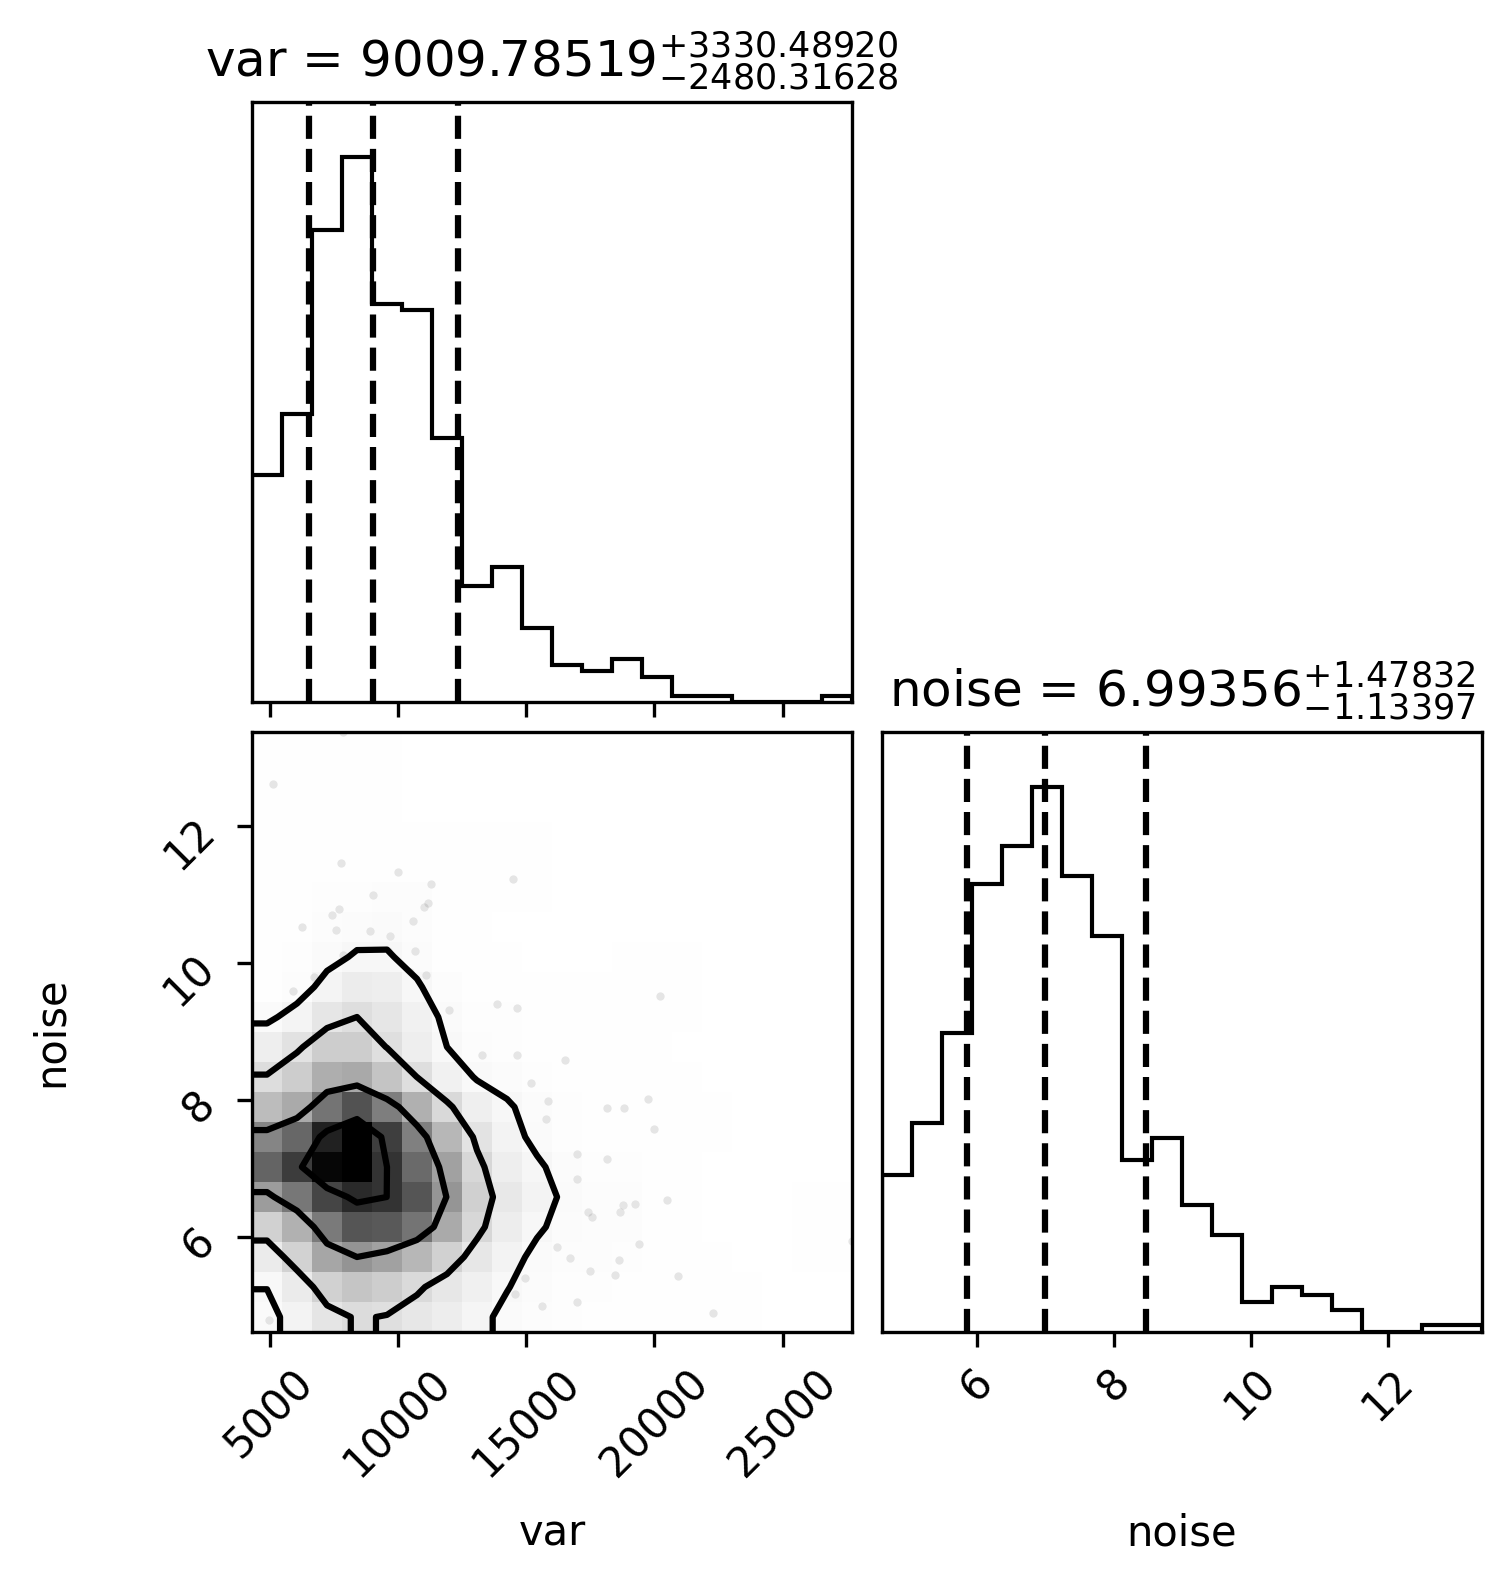 var = 9009.78519+3330.48920−2480.31628
noise = 6.99356+1.47832−1.13397
noise
12
10
8
6
5000 10000 15000 20000 25000
var
6 8 10 12
noise